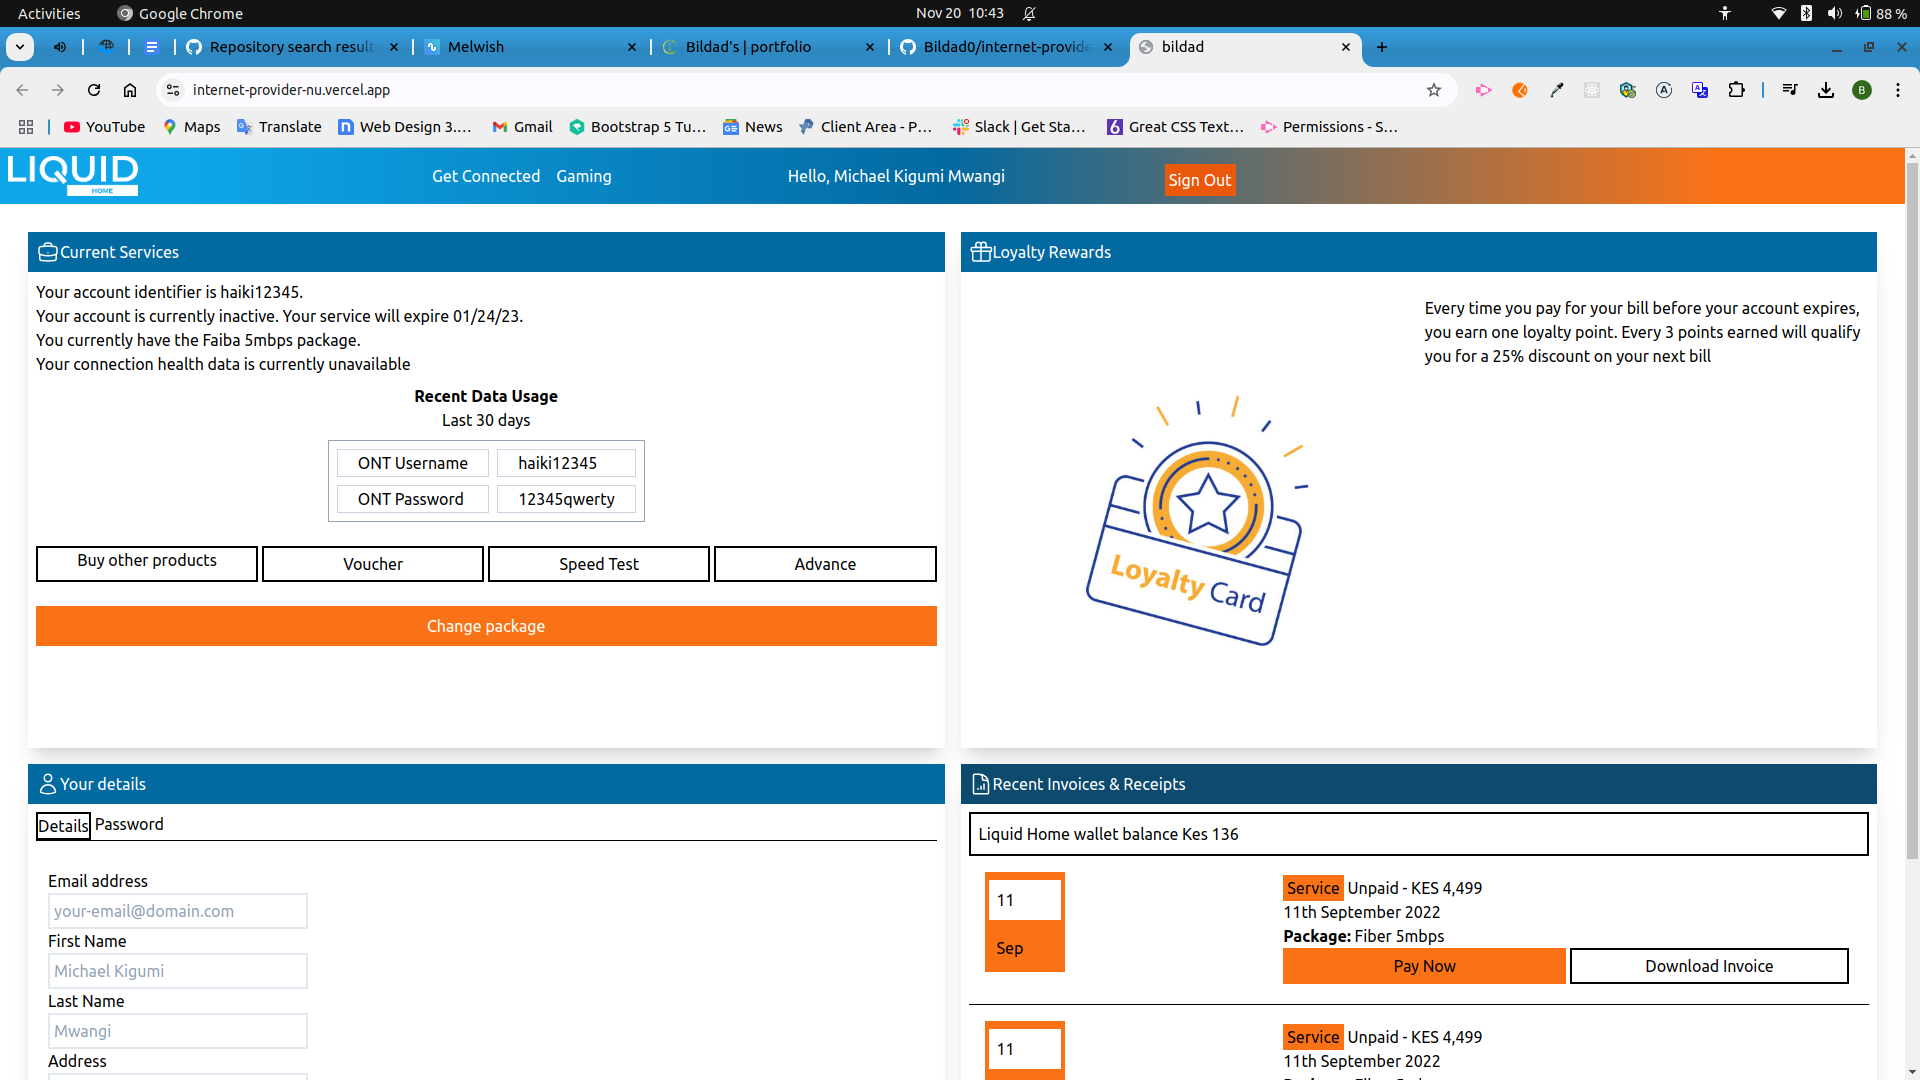 Activities
Google Chrome
Nov 20 10:43
88 %
Repository search result
Melwish
Bildad's | portfolio
Bildad0/internet-provide
bildad
internet-provider-nu.vercel.app
B
YouTube
Maps
Translate
Web Design 3....
Gmail
Bootstrap 5 Tu...
News
Client Area - P...
Slack | Get Sta...
Great CSS Text...
Permissions - S...
LIQUID
HOME
Get Connected
Gaming
Hello, Michael Kigumi Mwangi
Sign Out
Current Services
Your account identifier is haiki12345.
Your account is currently inactive. Your service will expire 01/24/23.
You currently have the Faiba 5mbps package.
Your connection health data is currently unavailable
Recent Data Usage
Last 30 days
ONT Username haiki12345
ONT Password 12345qwerty
Buy other products
Voucher
Speed Test
Advance
Change package
Loyalty Rewards
Every time you pay for your bill before your account expires,
you earn one loyalty point. Every 3 points earned will qualify
you for a 25% discount on your next bill
Loyalty Card
Your details
Details Password
Email address
your-email@domain.com
First Name
Michael Kigumi
Last Name
Mwangi
Address
Recent Invoices & Receipts
Liquid Home wallet balance Kes 136
11
Sep
Service Unpaid - KES 4,499
11th September 2022
Package: Fiber 5mbps
Pay Now
Download Invoice
11
Service Unpaid - KES 4,499
11th September 2022